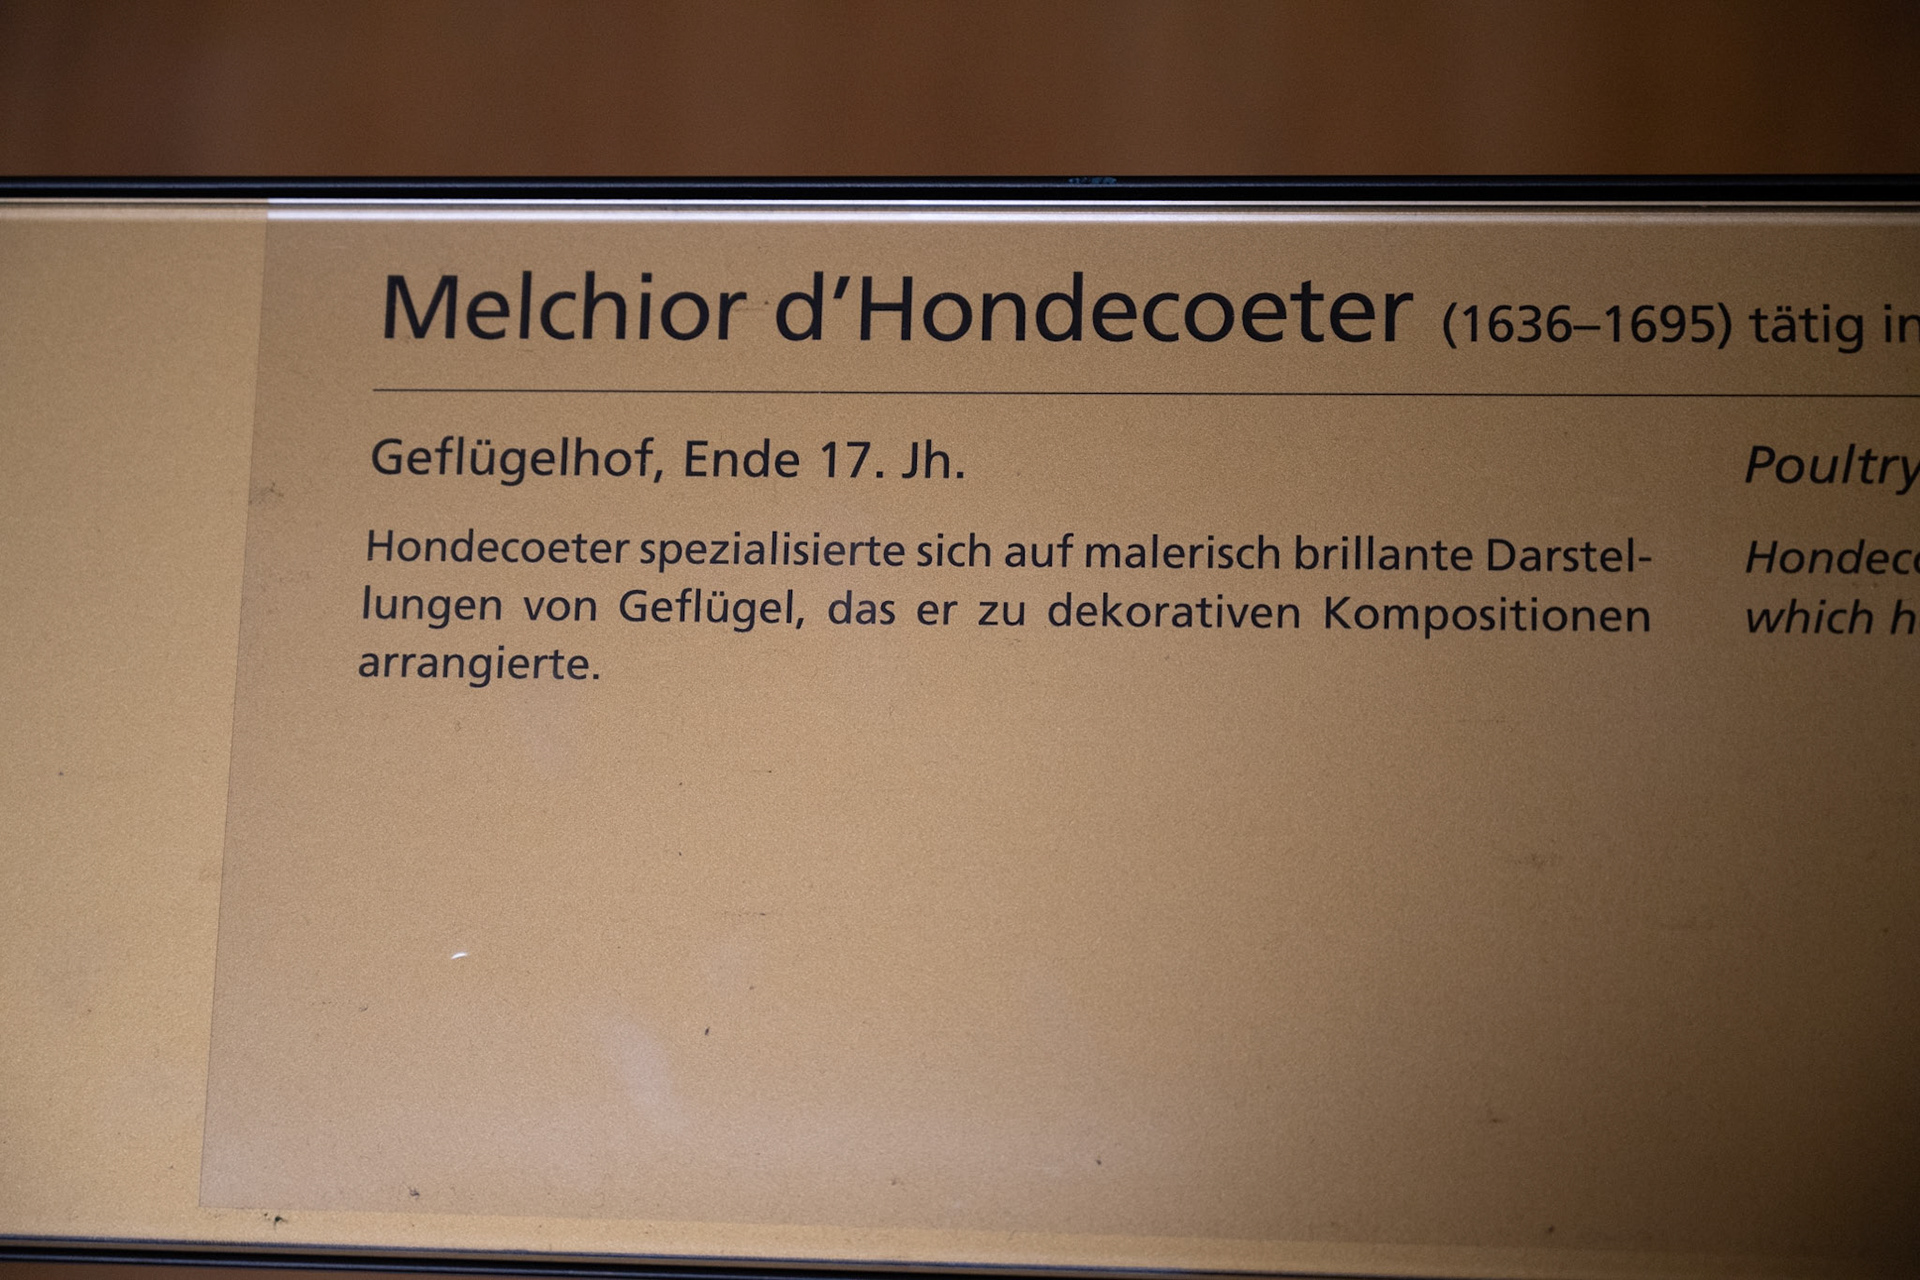 Melchior d’Hondecoeter (1636–1695) tätig in
Geflügelhof, Ende 17. Jh.
Hondecoeter spezialisierte sich auf malerisch brillante Darstel-
lungen von Geflügel, das er zu dekorativen Kompositionen
arrangierte.
Poultry
which